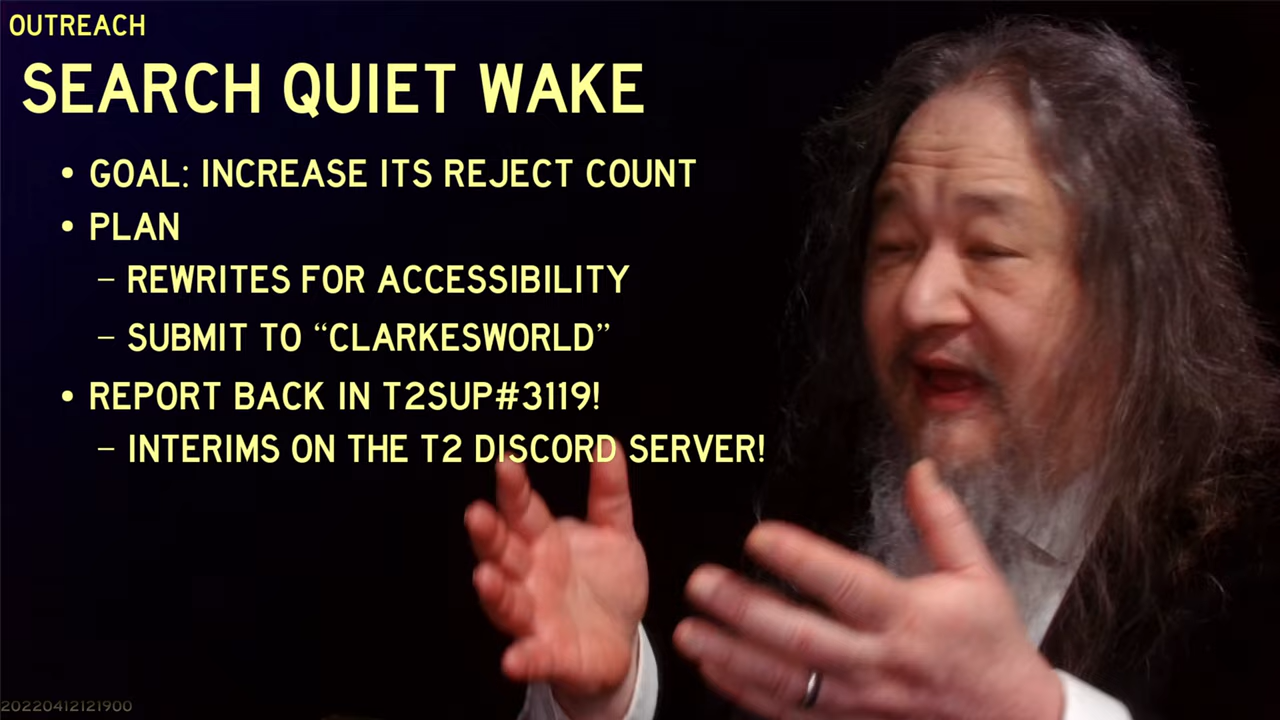 OUTREACH
SEARCH QUIET WAKE
• GOAL: INCREASE ITS REJECT COUNT
• PLAN
– REWRITES FOR ACCESSIBILITY
– SUBMIT TO “CLARKESWORLD”
• REPORT BACK IN T2SUP#3119!
– INTERIMS ON THE T2 DISCORD SERVER!
20220412121900